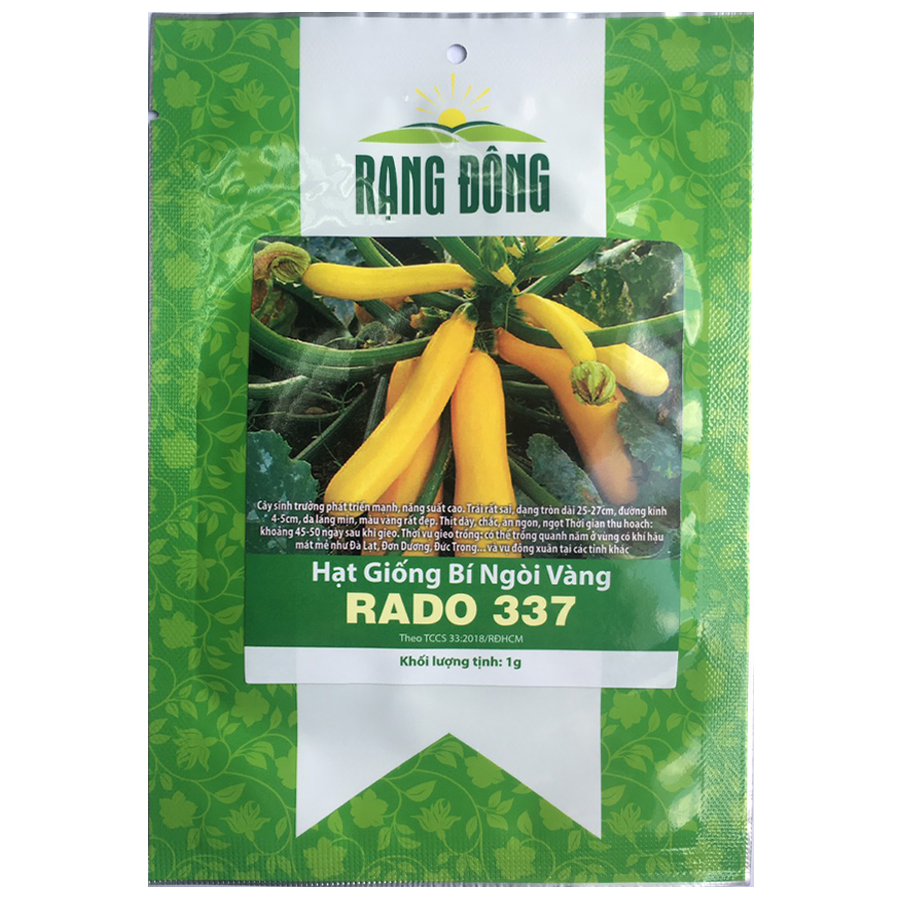 RẠNG ĐÔNG
Cây sinh trưởng phát triển mạnh, năng suất cao. Trái rất sai, dạng tròn dài 25-27cm, đường kính
4-5cm, da láng mịn, màu vàng rất đẹp. Thịt dày, chắc, ăn ngon, ngọt Thời gian thu hoạch:
khoảng 45-50 ngày sau khi gieo. Thời vụ gieo trồng: có thể trồng quanh năm ở vùng có khí hậu
mát mẻ như Đà Lạt, Đơn Dương, Đức Trọng... và vụ đông xuân tại các tỉnh khác
Hạt Giống Bí Ngòi Vàng
RADO 337
Theo TCCS 33:2018/RĐHCM
Khối lượng tịnh: 1g